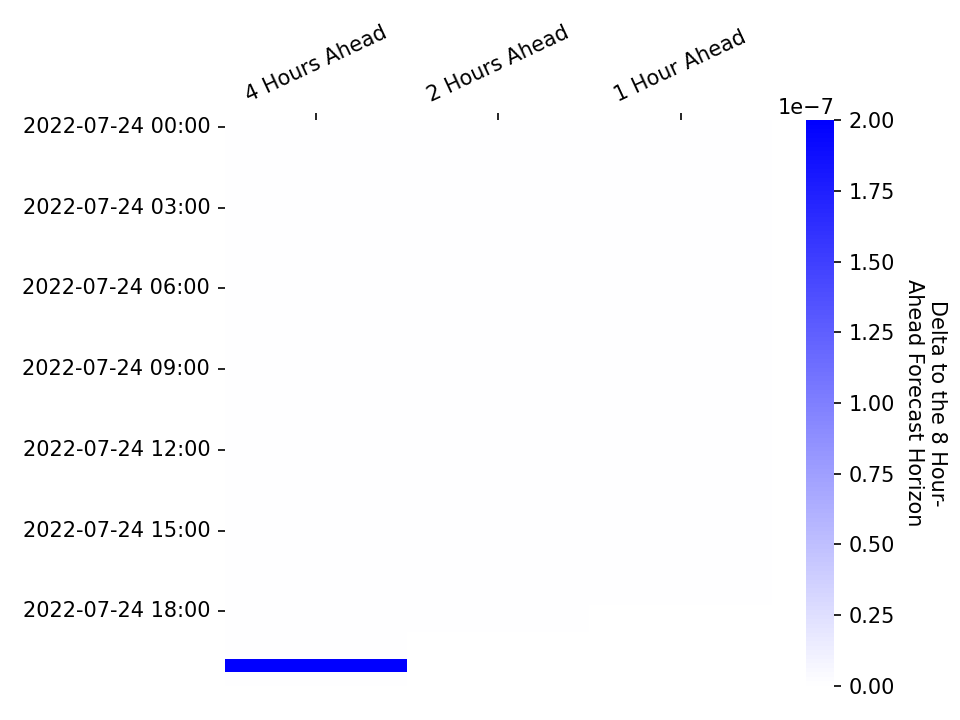 4 Hours Ahead
2 Hours Ahead
1 Hour Ahead
2022-07-24 00:00
2022-07-24 03:00
2022-07-24 06:00
2022-07-24 09:00
2022-07-24 12:00
2022-07-24 15:00
2022-07-24 18:00
1e−7
2.00
1.75
1.50
1.25
1.00
0.75
0.50
0.25
0.00
Delta to the 8 Hour-
Ahead Forecast Horizon